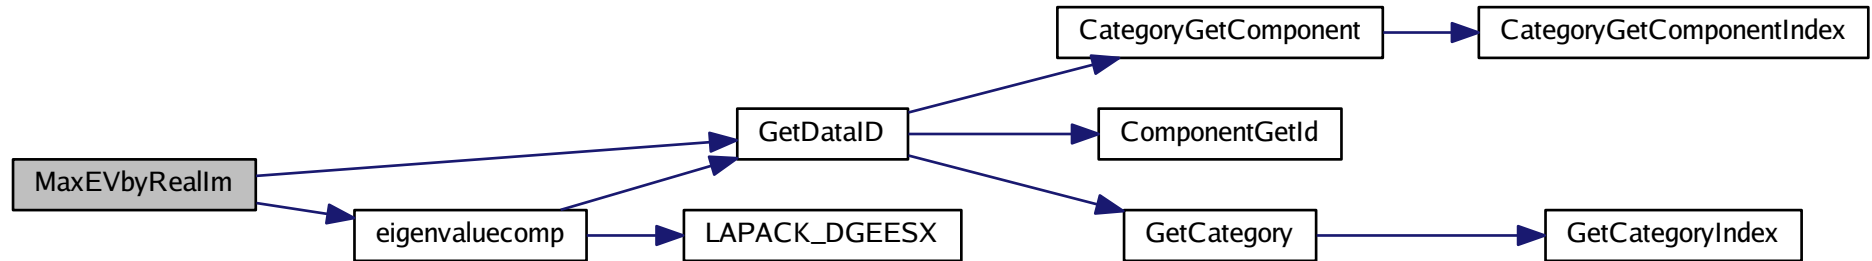 CategoryGetComponent
CategoryGetComponentIndex
GetDataID
ComponentGetId
MaxEVbyRealIm
eigenvaluecomp
LAPACK_DGEESX
GetCategory
GetCategoryIndex